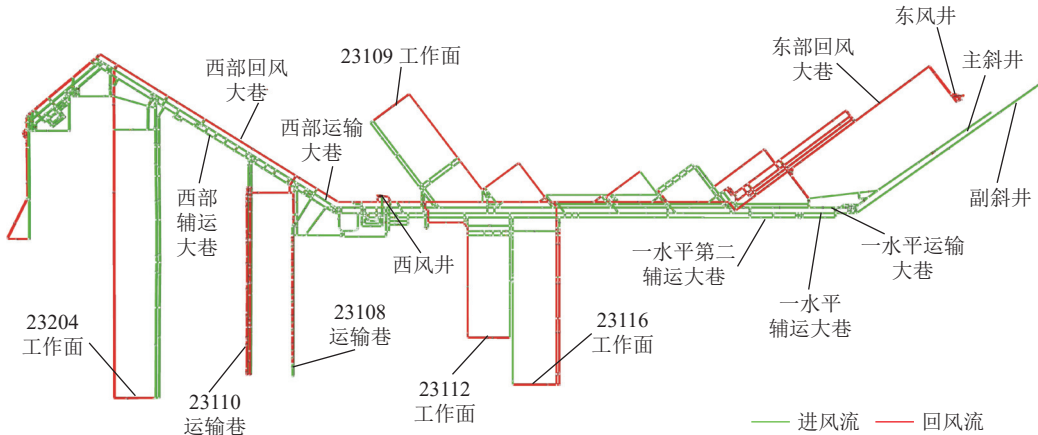 东风井
东部回风
大巷
主斜井
23109 工作面
西部回风
大巷
西部运输
大巷
西部
辅运
大巷
副斜井
西风井
一水平第二
辅运大巷
一水平运输
大巷
一水平
辅运大巷
23204
工作面
23108
运输巷
23116
工作面
23110
运输巷
23112
工作面
进风流
回风流